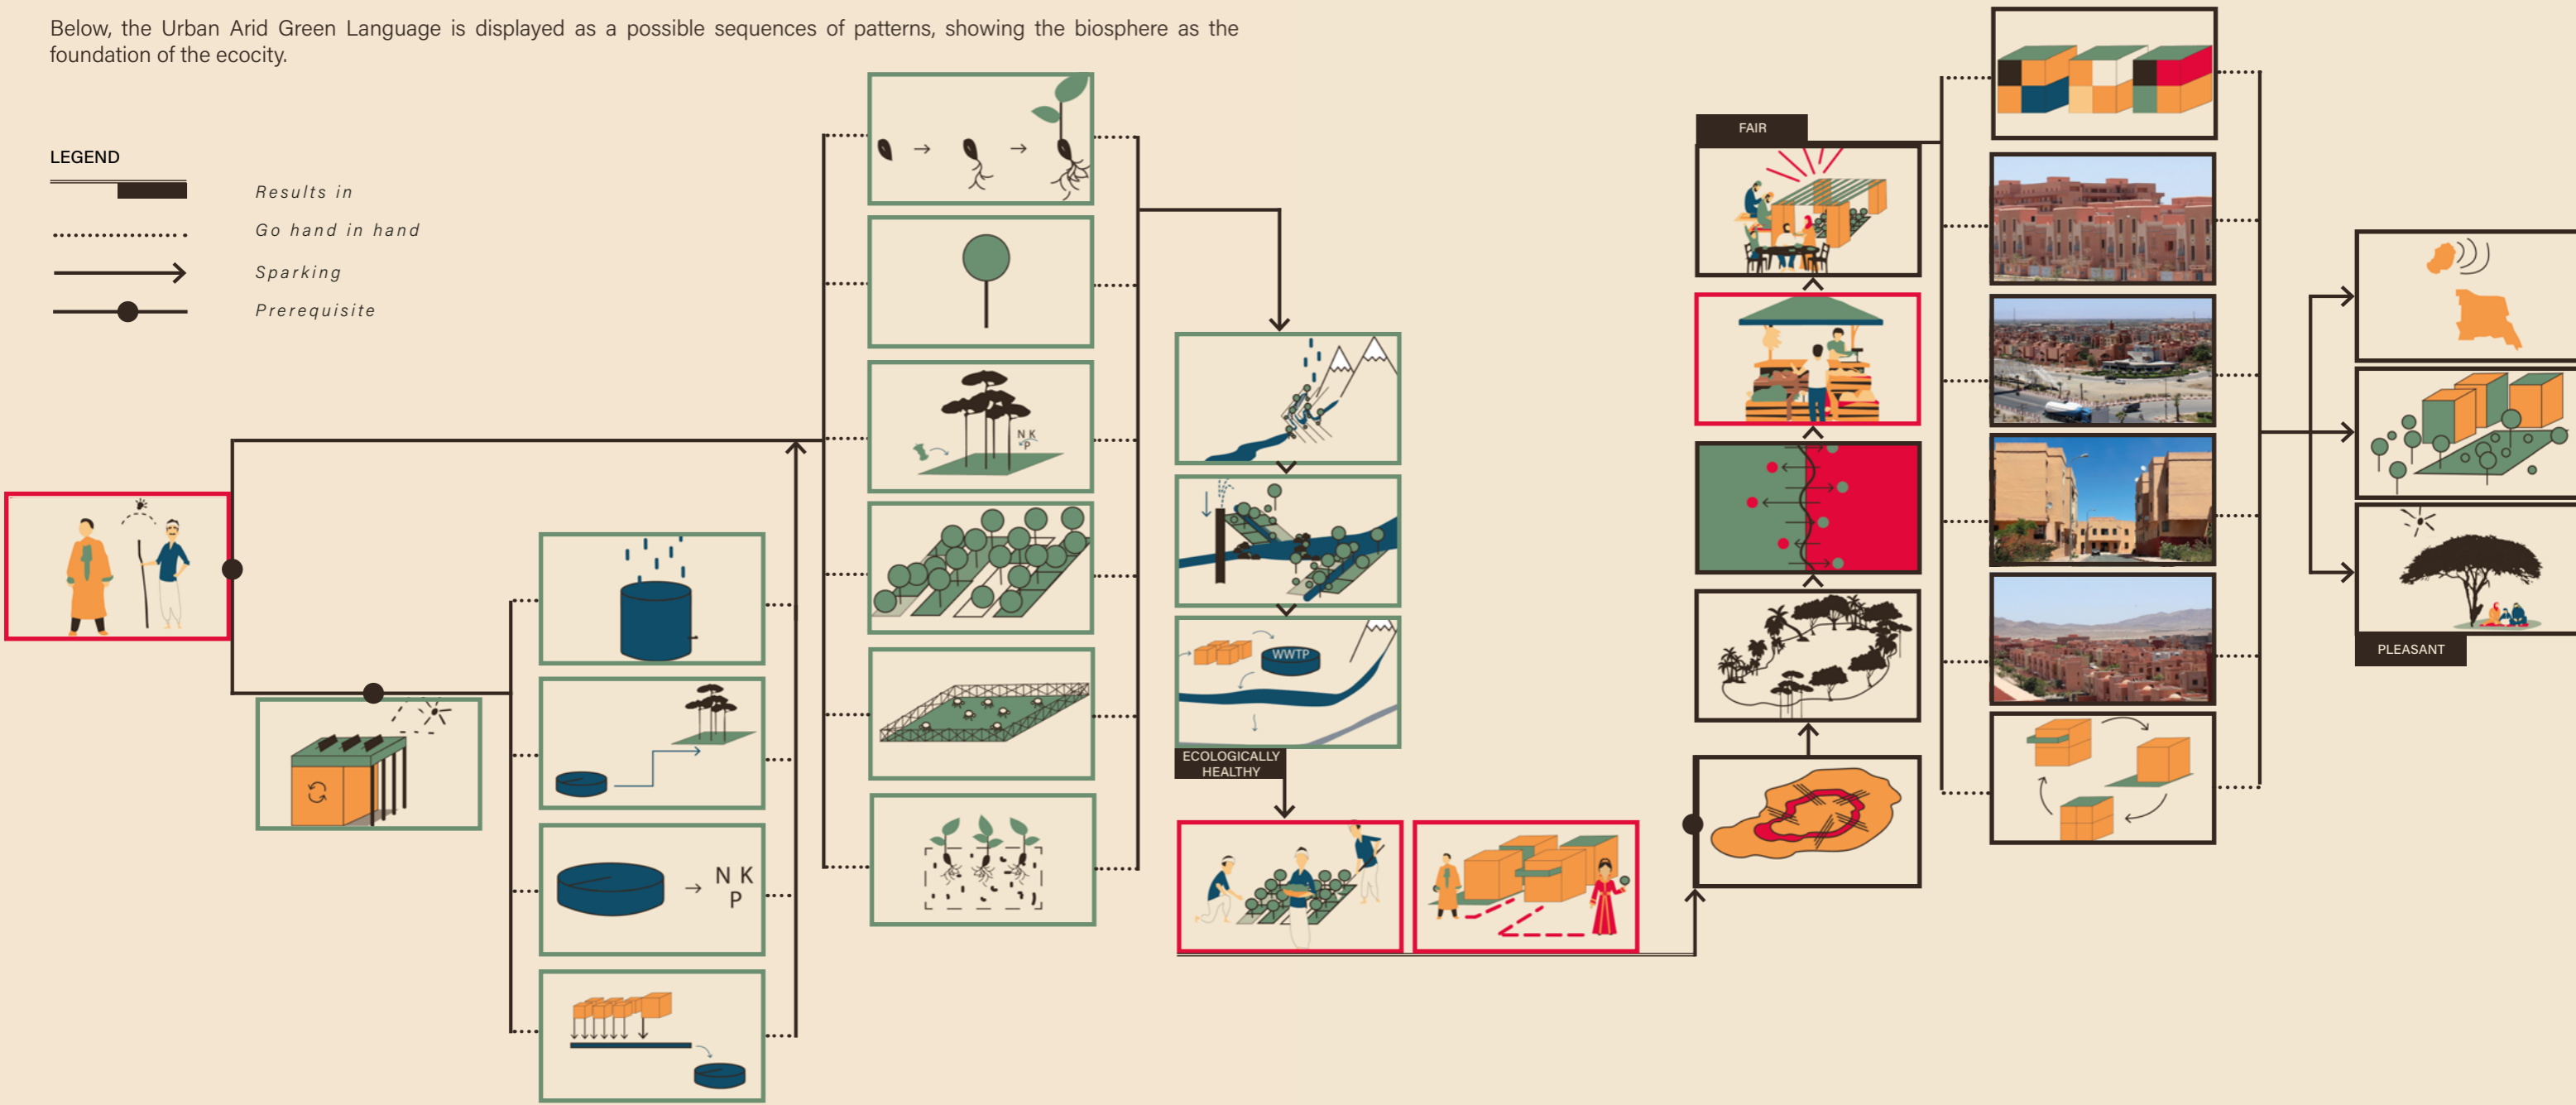 Below, the Urban Arid Green Language is displayed as a possible sequences of patterns, showing the biosphere as the
foundation of the ecocity.
LEGEND
Results in
Go hand in hand
Sparking
Prerequisite
N K
P
WWTP
N K
P
ECOLOGICALLY
HEALTHY
FAIR
PLEASANT